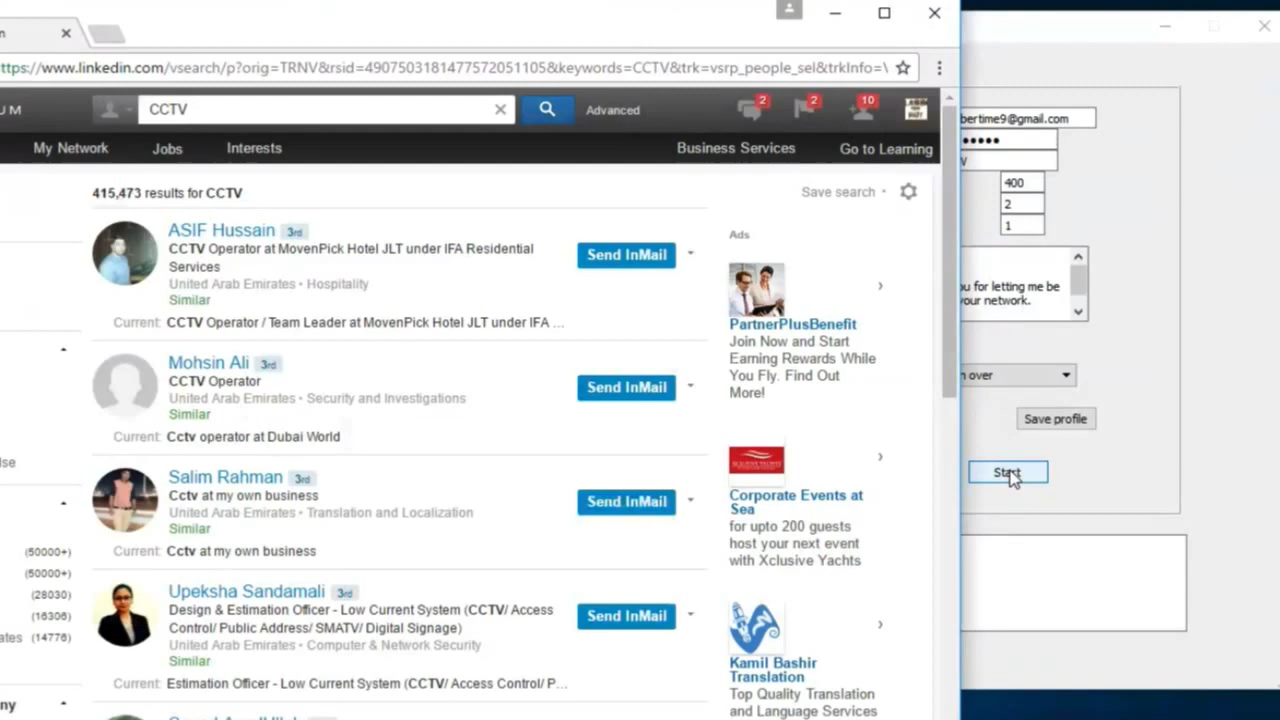 n
ttps://www.linkedin.com/vsearch/p?orig=TRNV&rsid=4907503181477572051105&keywords=CCTV&trk=vsrp_people_sel&trkInfo=V
U M
CCTV
Advanced
2
2
10
My Network
Jobs
Interests
Business Services
Go to Learning
415,473 results for CCTV
Save search
ASIF Hussain 3rd
CCTV Operator at MovenPick Hotel JLT under IFA Residential
Services
United Arab Emirates • Hospitality
Similar
Current: CCTV Operator / Team Leader at MovenPick Hotel JLT under IFA ...
Send InMail
Mohsin Ali 3rd
CCTV Operator
United Arab Emirates • Security and Investigations
Similar
Current: Cctv operator at Dubai World
Send InMail
Salim Rahman 3rd
Cctv at my own business
United Arab Emirates • Translation and Localization
Similar
Current: Cctv at my own business
Send InMail
Upeksha Sandamali 3rd
Design & Estimation Officer - Low Current System (CCTV/ Access
Control/ Public Address/ SMATV/ Digital Signage)
United Arab Emirates • Computer & Network Security
Similar
Current: Estimation Officer - Low Current System (CCTV/ Access Control/ P...
Send InMail
lse
(50000+)
(50000+)
(28030)
(16306)
ates (14776)
ny
Ads
PartnerPlusBenefit
Join Now and Start
Earning Rewards While
You Fly. Find Out
More!
Corporate Events at
Sea
for upto 200 guests
host your next event
with Xclusive Yachts
Kamil Bashir
Translation
Top Quality Translation
and Language Services
bertime9@gmail.com
V
400
2
1
u for letting me be
your network.
n over
Save profile
Start